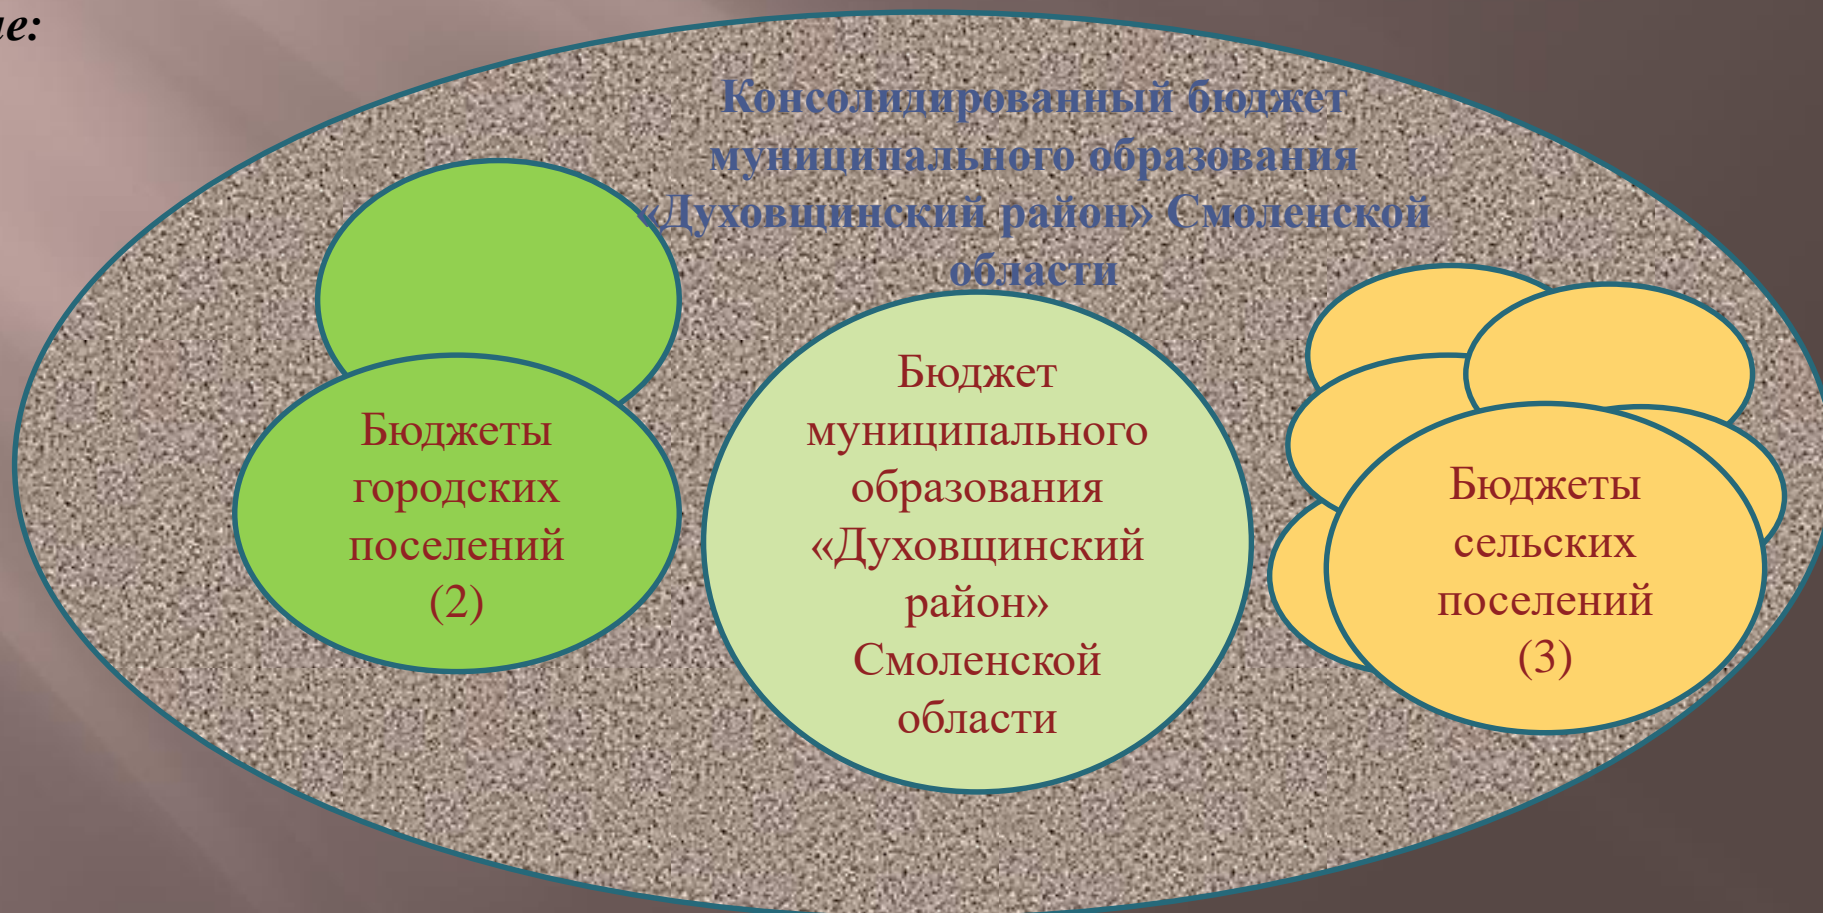 Консолидированный бюджет
муниципального образования
«Духовщинский район» Смоленской
области
Бюджеты
городских
поселений
(2)
Бюджет
муниципального
образования
«Духовщинский
район»
Смоленской
области
Бюджеты
сельских
поселений
(3)